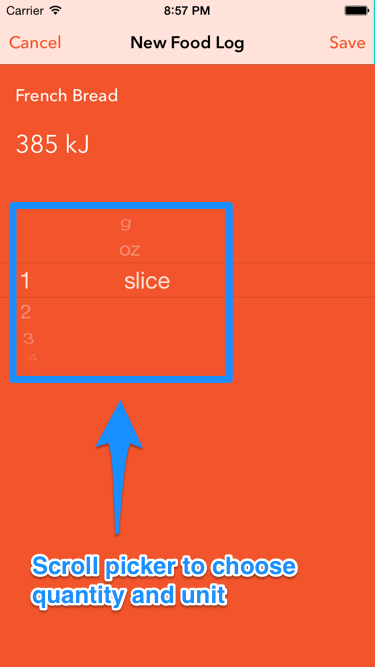 Carrier 8:57 PM
Cancel New Food Log Save
French Bread
385 kJ
g
oz
1 slice
2
3
4
Scroll picker to choose
quantity and unit